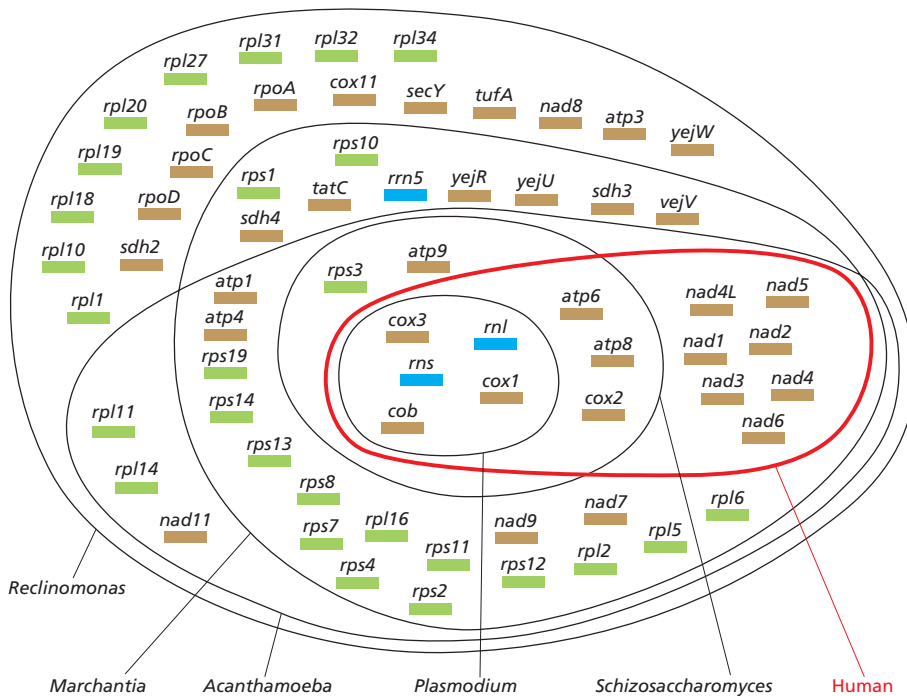 rpl31
rpl32
rpl34
rpl27
rpoA
cox11
secY
tufA
nad8
atp3
yejW
rpl20
rpoB
rpl19
rpoC
rps10
rpl18
rpoD
rps1
tatC
rrn5
yejR
yejU
sdh3
vejV
rpl10
sdh2
sdh4
rpl1
atp1
rps3
atp9
atp6
nad4L
nad5
atp4
cox3
rnl
nad1
nad2
rps19
rns
atp8
nad3
nad4
rps14
cob
cox1
cox2
nad6
rpl11
rps13
rpl14
rps8
nad11
rps7
rpl16
nad9
nad7
rpl6
rps4
rps11
rps12
rpl2
rpl5
rps2
Reclinomonas
Marchantia
Acanthamoeba
Plasmodium
Schizosaccharomyces
Human